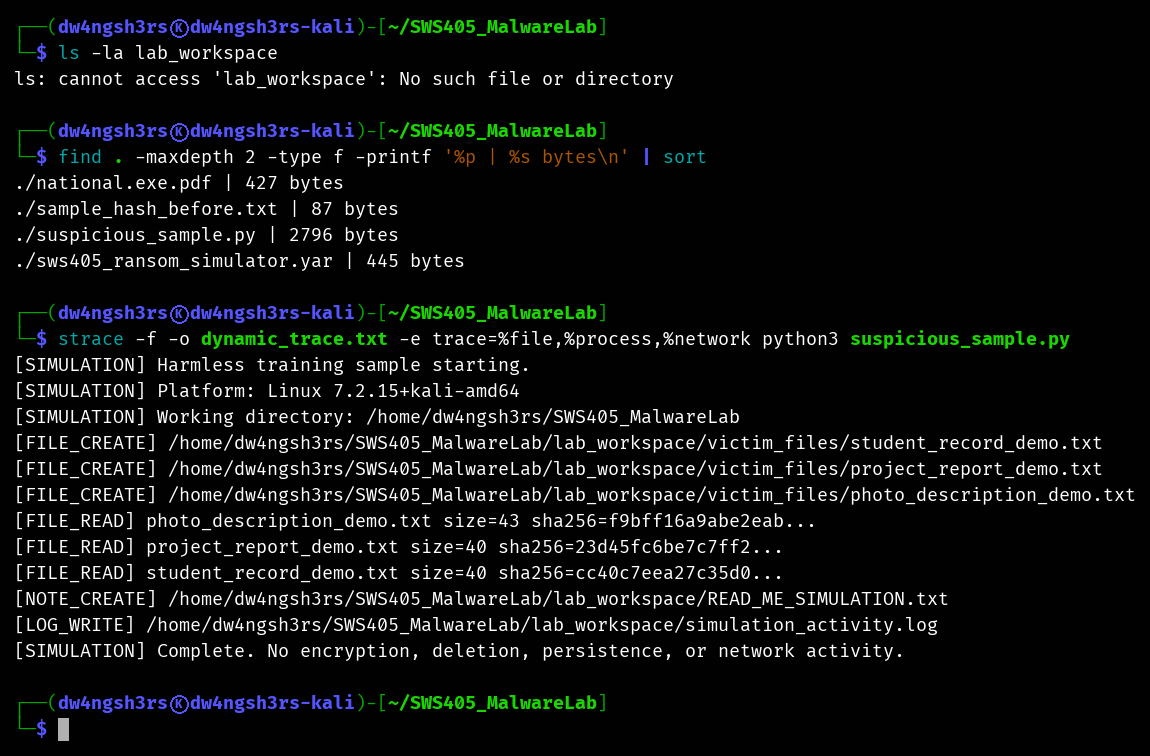 ┌──(dw4ngsh3rs㉿dw4ngsh3rs-kali)-[~/SWS405_MalwareLab]
└─$ ls -la lab_workspace
ls: cannot access 'lab_workspace': No such file or directory
┌──(dw4ngsh3rs㉿dw4ngsh3rs-kali)-[~/SWS405_MalwareLab]
└─$ find . -maxdepth 2 -type f -printf '%p | %s bytes\n' | sort
./national.exe.pdf | 427 bytes
./sample_hash_before.txt | 87 bytes
./suspicious_sample.py | 2796 bytes
./sws405_ransom_simulator.yar | 445 bytes
┌──(dw4ngsh3rs㉿dw4ngsh3rs-kali)-[~/SWS405_MalwareLab]
└─$ strace -f -o dynamic_trace.txt -e trace=%file,%process,%network python3 suspicious_sample.py
[SIMULATION] Harmless training sample starting.
[SIMULATION] Platform: Linux 7.2.15+kali-amd64
[SIMULATION] Working directory: /home/dw4ngsh3rs/SWS405_MalwareLab
[FILE_CREATE] /home/dw4ngsh3rs/SWS405_MalwareLab/lab_workspace/victim_files/student_record_demo.txt
[FILE_CREATE] /home/dw4ngsh3rs/SWS405_MalwareLab/lab_workspace/victim_files/project_report_demo.txt
[FILE_CREATE] /home/dw4ngsh3rs/SWS405_MalwareLab/lab_workspace/victim_files/photo_description_demo.txt
[FILE_READ] photo_description_demo.txt size=43 sha256=f9bff16a9abe2eab...
[FILE_READ] project_report_demo.txt size=40 sha256=23d45fc6be7c7ff2...
[FILE_READ] student_record_demo.txt size=40 sha256=cc40c7eea27c35d0...
[NOTE_CREATE] /home/dw4ngsh3rs/SWS405_MalwareLab/lab_workspace/READ_ME_SIMULATION.txt
[LOG_WRITE] /home/dw4ngsh3rs/SWS405_MalwareLab/lab_workspace/simulation_activity.log
[SIMULATION] Complete. No encryption, deletion, persistence, or network activity.
┌──(dw4ngsh3rs㉿dw4ngsh3rs-kali)-[~/SWS405_MalwareLab]
└─$